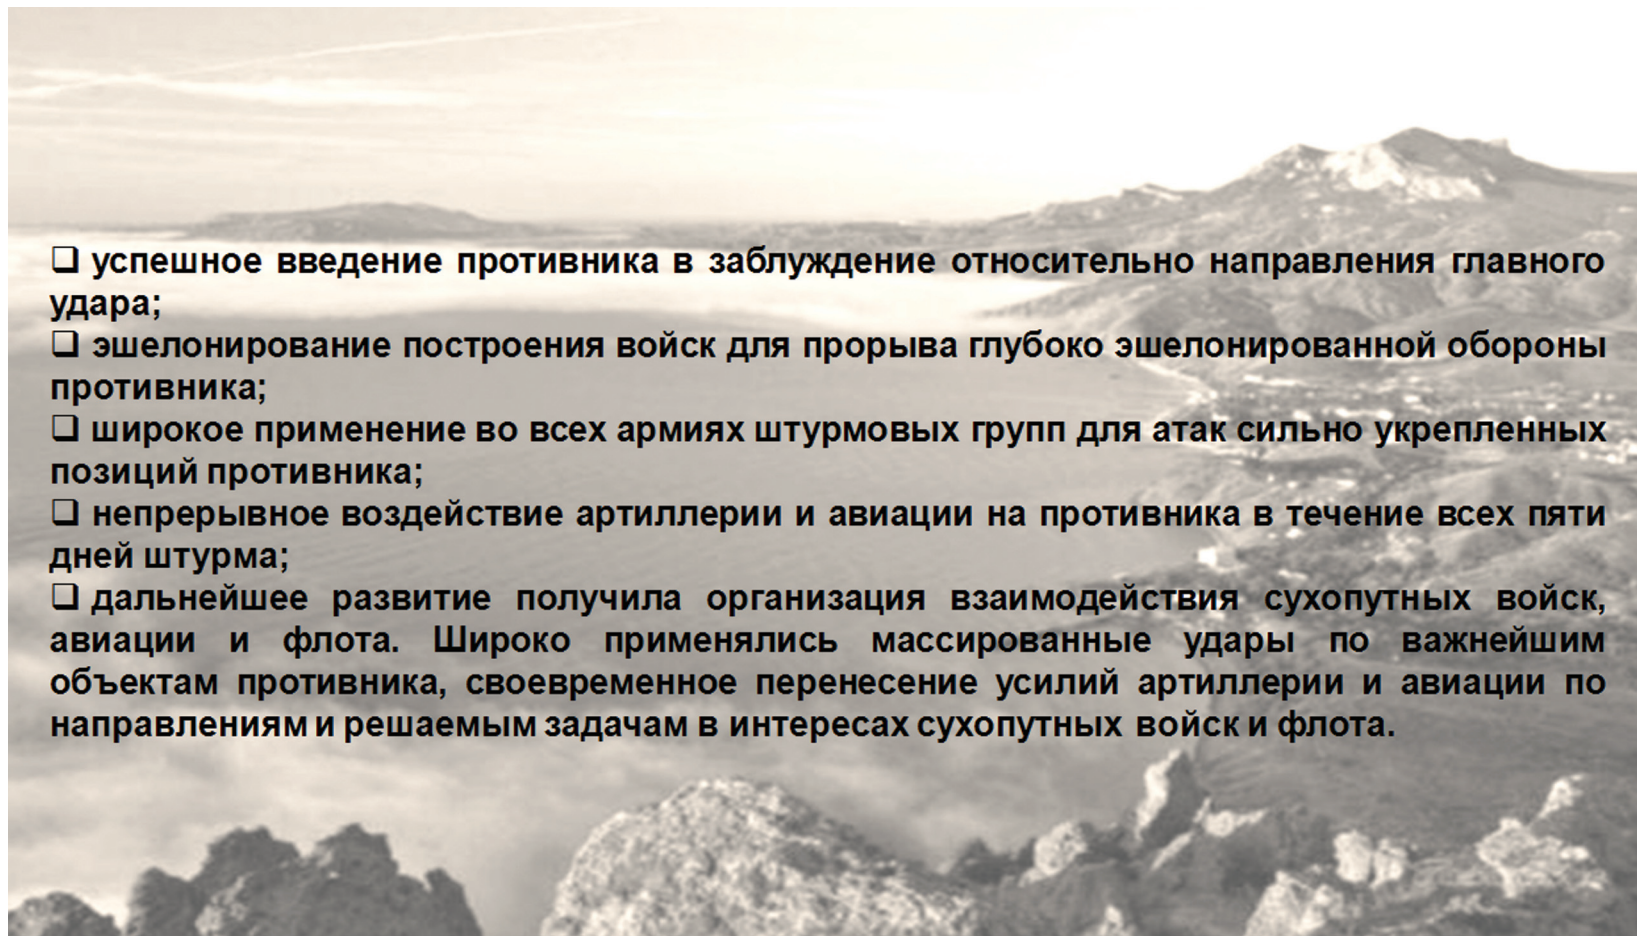 ❑ успешное введение противника в заблуждение относительно направления главного
удара;
❑ эшелонирование построения войск для прорыва глубоко эшелонированной обороны
противника;
❑ широкое применение во всех армиях штурмовых групп для атак сильно укрепленных
позиций противника;
❑ непрерывное воздействие артиллерии и авиации на противника в течение всех пяти
дней штурма;
❑ дальнейшее развитие получила организация взаимодействия сухопутных войск,
авиации и флота. Широко применялись массированные удары по важнейшим
объектам противника, своевременное перенесение усилий артиллерии и авиации по
направлениям и решаемым задачам в интересах сухопутных войск и флота.